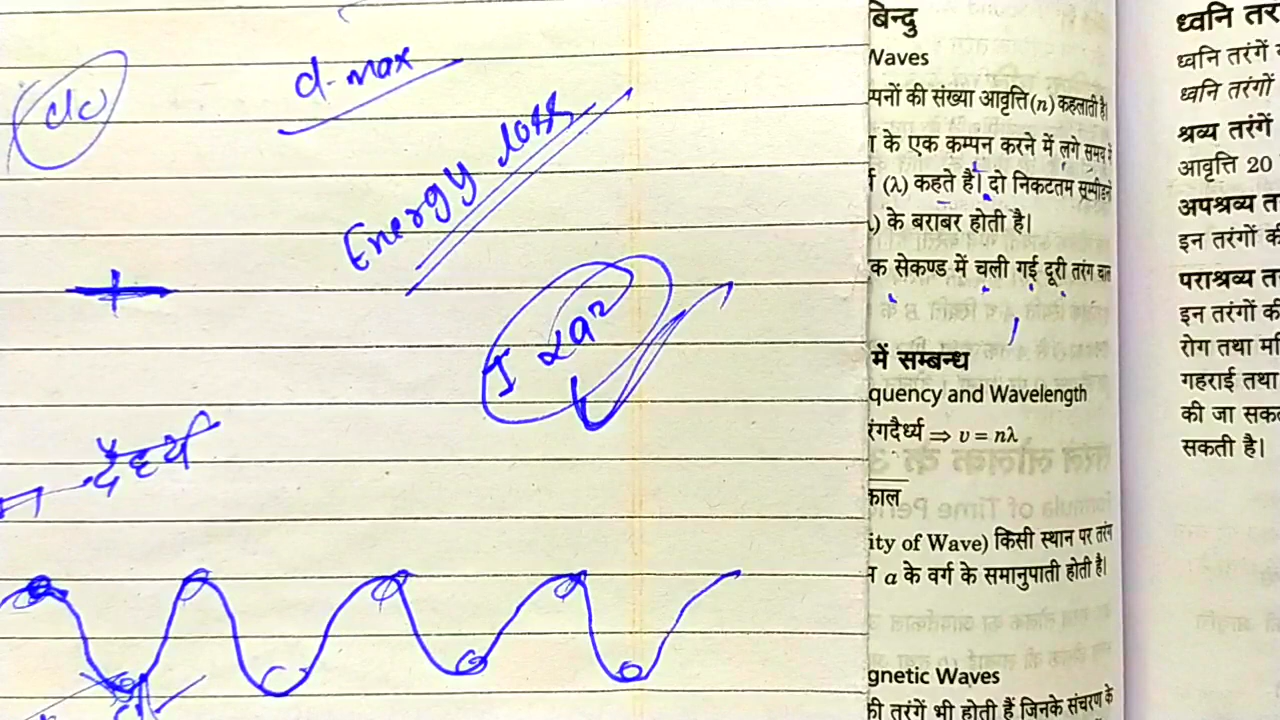 d-max
Energy loss
I α a²
दैर्ध्य
बिन्दु
Waves
म्पनों की संख्या आवृत्ति (n) कहलाती है।
के एक कम्पन करने में लगे समय में
(λ) कहते है। दो निकटतम सम्पीडनों
के बराबर होती है।
क सेकण्ड में चली गई दूरी तरंग चाल
में सम्बन्ध
quency and Wavelength
रंगदैर्ध्य ⇒ υ = nλ
काल
ity of Wave) किसी स्थान पर तरंग
a के वर्ग के समानुपाती होती है।
gnetic Waves
की तरंगें भी होती हैं जिनके संचरण के
ध्वनि तर
ध्वनि तरंगें
ध्वनि तरंगों
श्रव्य तरंगें
आवृत्ति 20
अपश्रव्य त
इन तरंगों की
पराश्रव्य त
इन तरंगों की
रोग तथा म
गहराई तथा
की जा सक
सकती है।